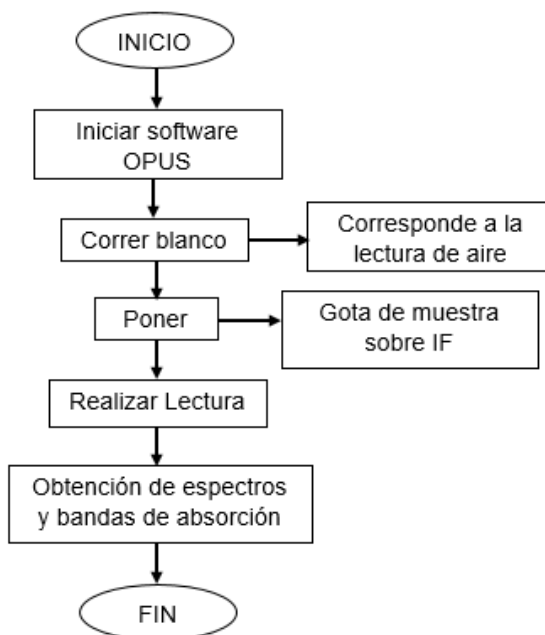 INICIO
Iniciar software
OPUS
Correr blanco
Corresponde a la
lectura de aire
Poner
Gota de muestra
sobre IF
Realizar Lectura
Obtención de espectros
y bandas de absorción
FIN